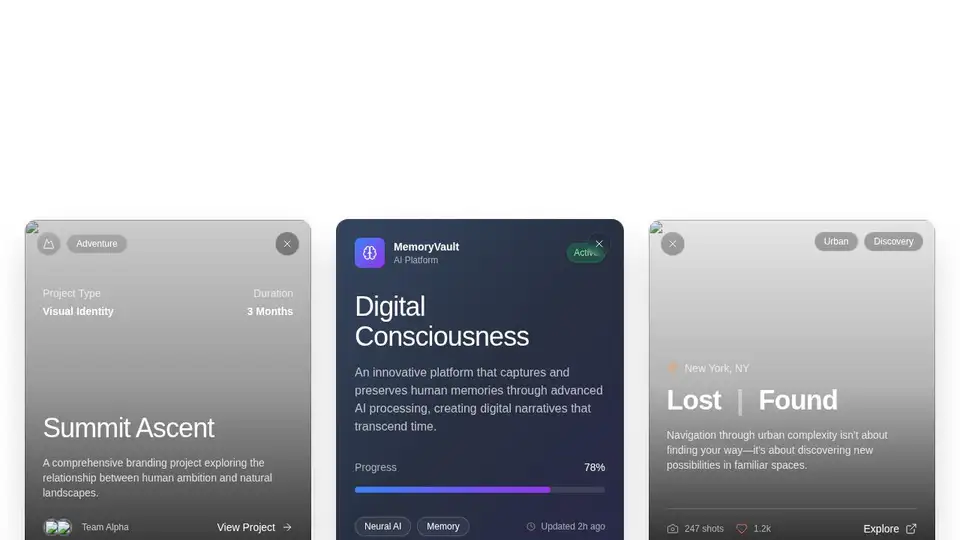 Adventure
Project Type
Duration
Visual Identity
3 Months
Summit Ascent
A comprehensive branding project exploring the
relationship between human ambition and natural
landscapes.
Team Alpha
View Project
MemoryVault
AI Platform
Active
Digital
Consciousness
An innovative platform that captures and
preserves human memories through advanced
AI processing, creating digital narratives that
transcend time.
Progress
78%
Neural AI
Memory
Updated 2h ago
Urban
Discovery
New York, NY
Lost | Found
Navigation through urban complexity isn't about
finding your way—it's about discovering new
possibilities in familiar spaces.
247 shots
1.2k
Explore